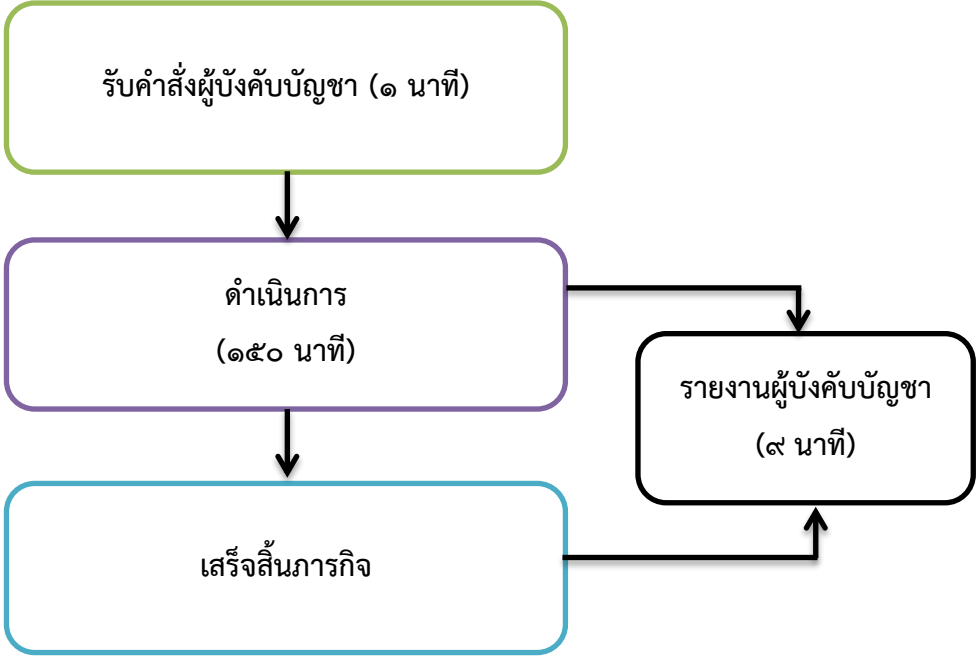 รับคำสั่งผู้บังคับบัญชา (๑ นาที)
ดำเนินการ
(๑๕๐ นาที)
รายงานผู้บังคับบัญชา
(๙ นาที)
เสร็จสิ้นภารกิจ